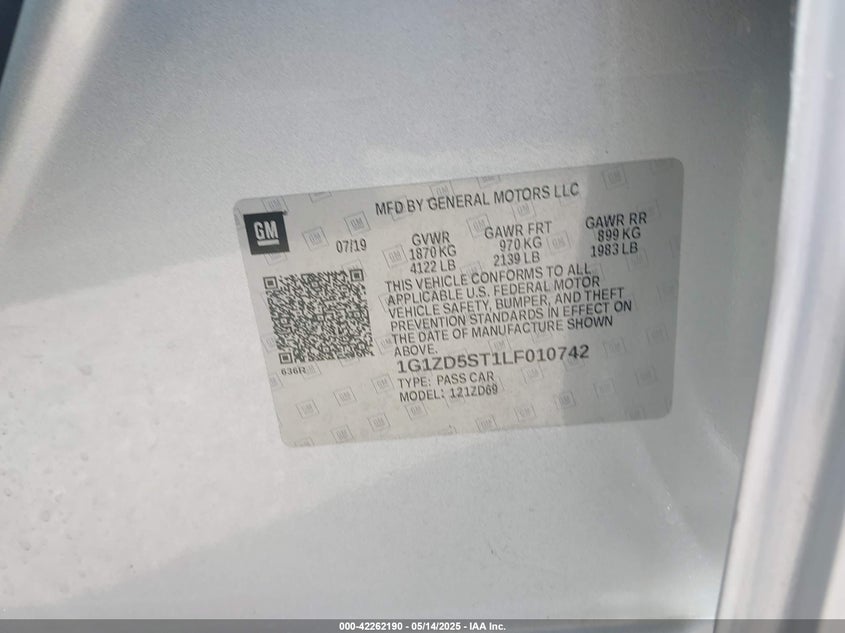 MFD BY GENERAL MOTORS LLC
GM
07/19
GVWR
1870 KG
4122 LB
GAWR FRT
970 KG
2139 LB
GAWR RR
899 KG
1983 LB
THIS VEHICLE CONFORMS TO ALL
APPLICABLE U.S. FEDERAL MOTOR
VEHICLE SAFETY, BUMPER, AND THEFT
PREVENTION STANDARDS IN EFFECT ON
THE DATE OF MANUFACTURE SHOWN
ABOVE.
636R
1G1ZD5ST1LF010742
TYPE: PASS CAR
MODEL: 121ZD69
000-42262190 - 05/14/2025 - IAA Inc.